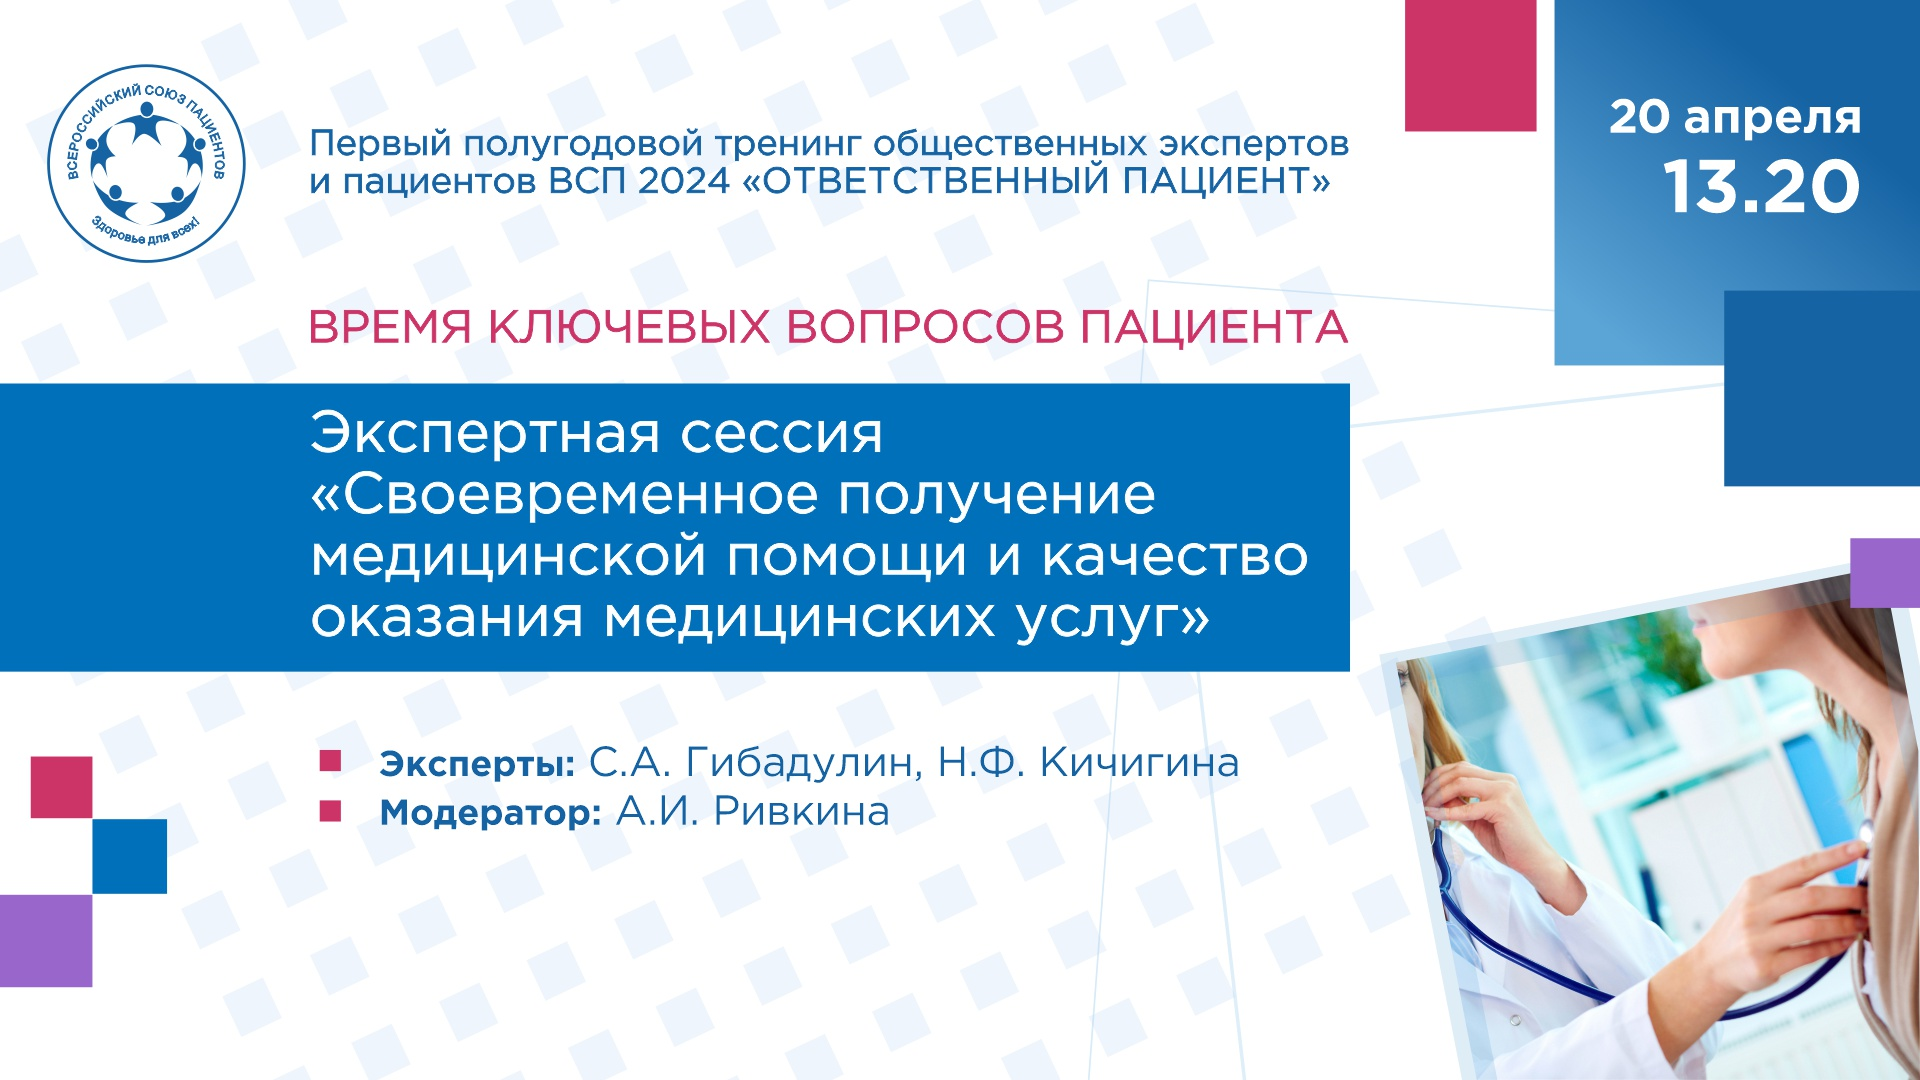 ВСЕРОССИЙСКИЙ СОЮЗ ПАЦИЕНТОВ
Здоровье для всех!
Первый полугодовой тренинг общественных экспертов
и пациентов ВСП 2024 «ОТВЕТСТВЕННЫЙ ПАЦИЕНТ»
20 апреля
13.20
ВРЕМЯ КЛЮЧЕВЫХ ВОПРОСОВ ПАЦИЕНТА
Экспертная сессия
«Своевременное получение
медицинской помощи и качество
оказания медицинских услуг»
Эксперты: С.А. Гибадулин, Н.Ф. Кичигина
Модератор: А.И. Ривкина